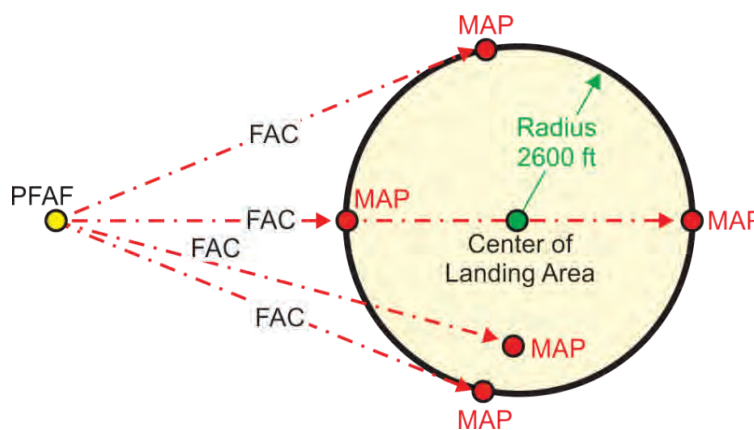 MAP
FAC
Radius
2600 ft
PFAF
MAP
FAC
MAP
FAC
Center of
Landing Area
FAC
MAP
MAP